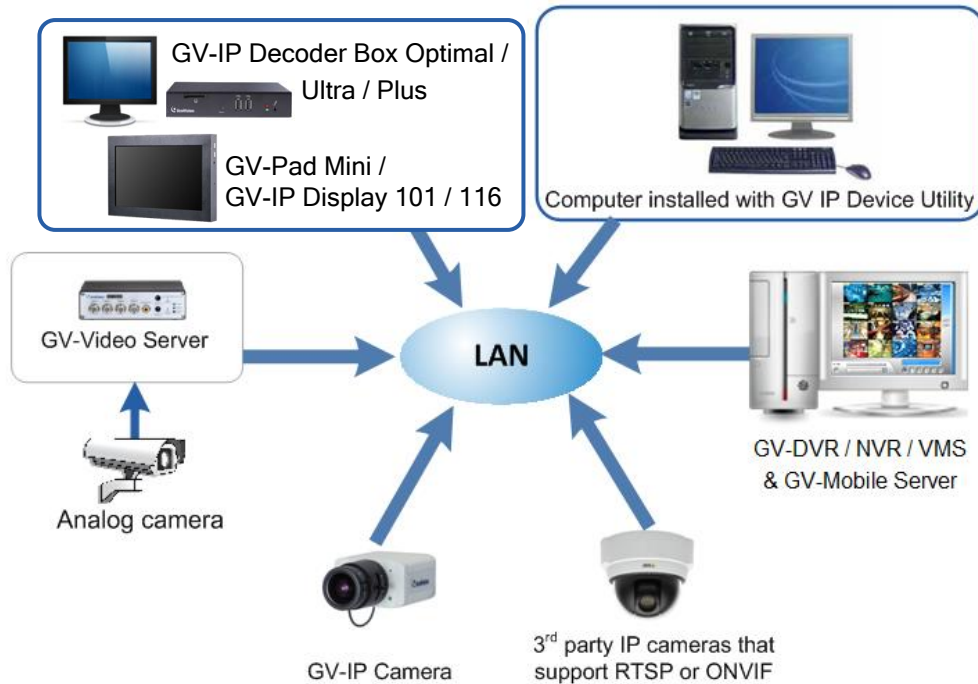 GV-IP Decoder Box Optimal /
Ultra / Plus
GV-Pad Mini /
GV-IP Display 101 / 116
Computer installed with GV IP Device Utility
GV-Video Server
LAN
Analog camera
GV-DVR / NVR / VMS
& GV-Mobile Server
GV-IP Camera
3rd party IP cameras that
support RTSP or ONVIF